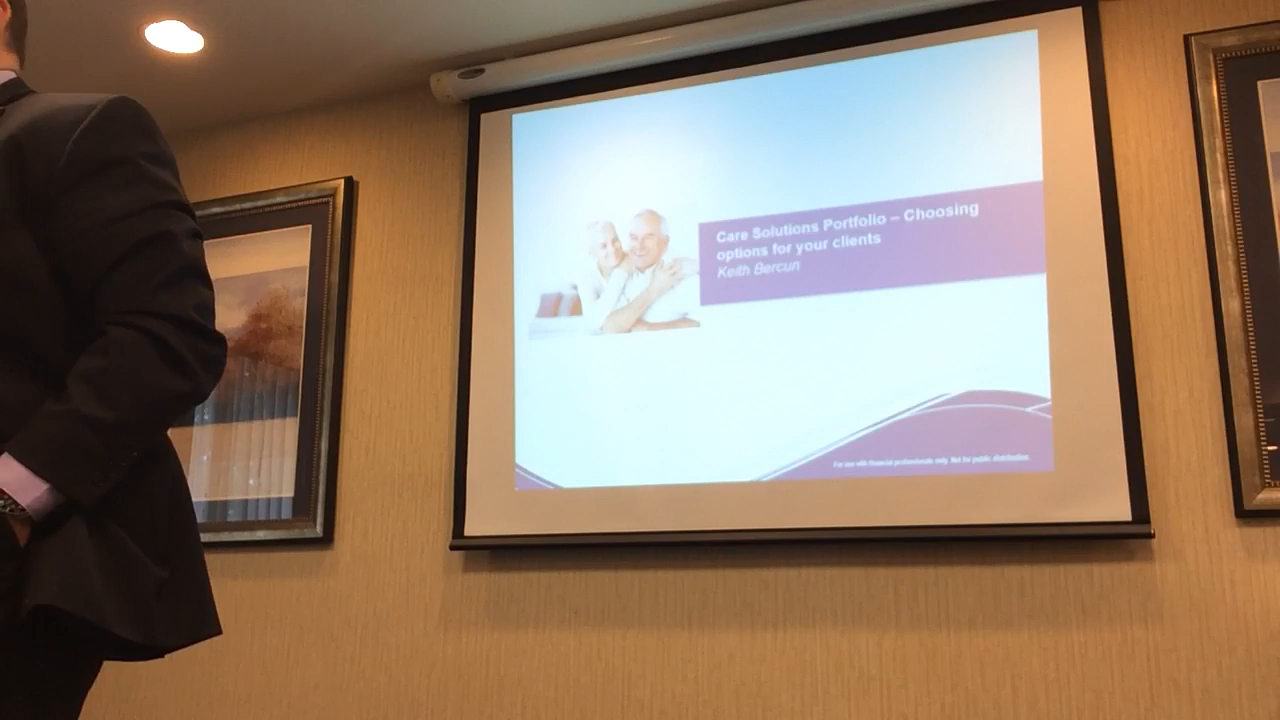 Care Solutions Portfolio – Choosing
options for your clients
Keith Bercun
For use with financial professionals only. Not for public distribution.